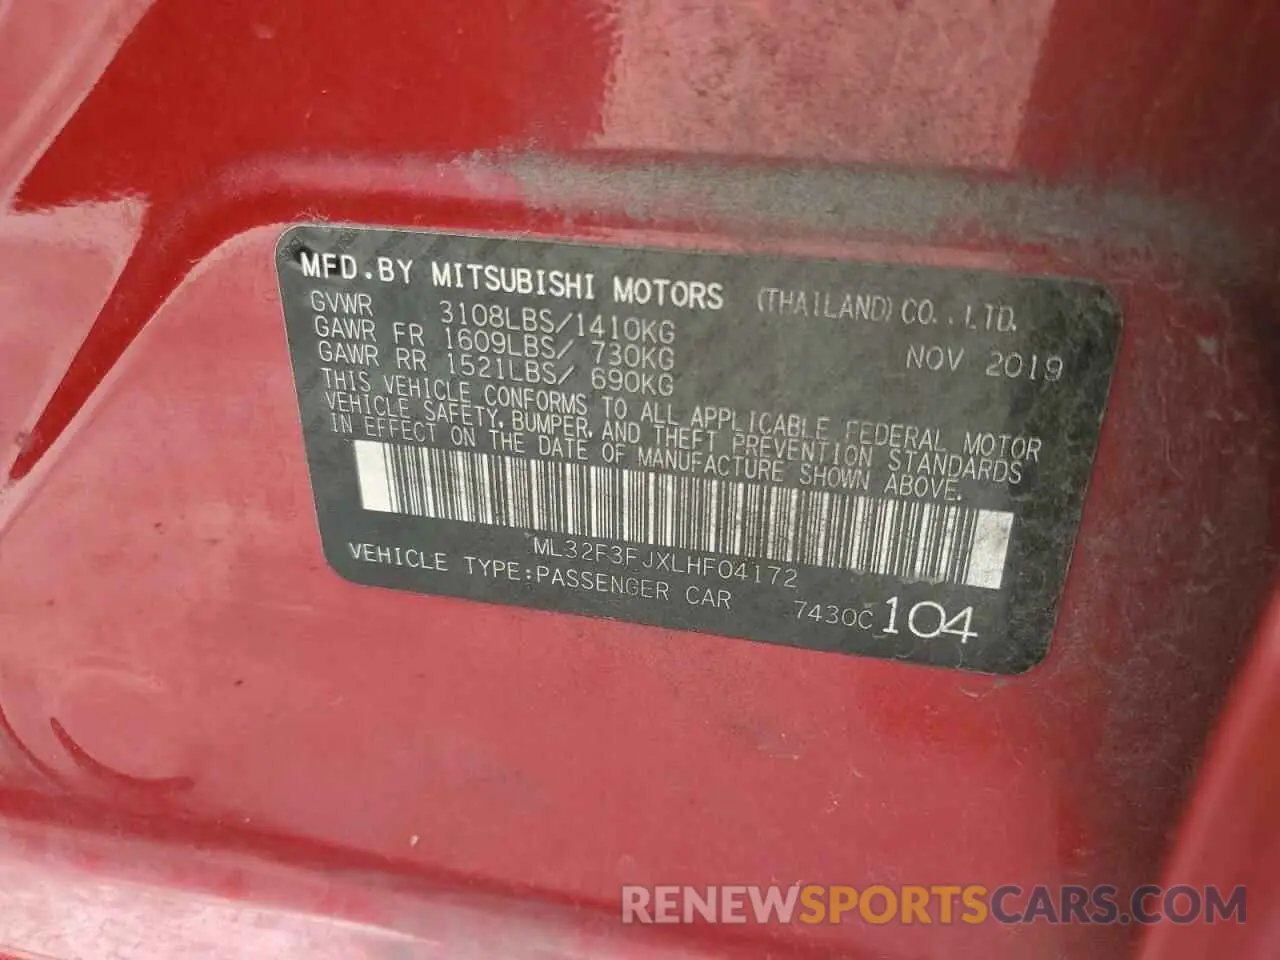 MFD.BY MITSUBISHI MOTORS (THAILAND) CO., LTD.
GVWR 3108LBS/1410KG NOV 2019
GAWR FR 1609LBS/ 730KG
GAWR RR 1521LBS/ 690KG
THIS VEHICLE CONFORMS TO ALL APPLICABLE FEDERAL MOTOR
VEHICLE SAFETY, BUMPER, AND THEFT PREVENTION STANDARDS
IN EFFECT ON THE DATE OF MANUFACTURE SHOWN ABOVE.
ML32F3FJXLHF04172
VEHICLE TYPE:PASSENGER CAR 7430C 104
RENEWSPORTSCARS.COM